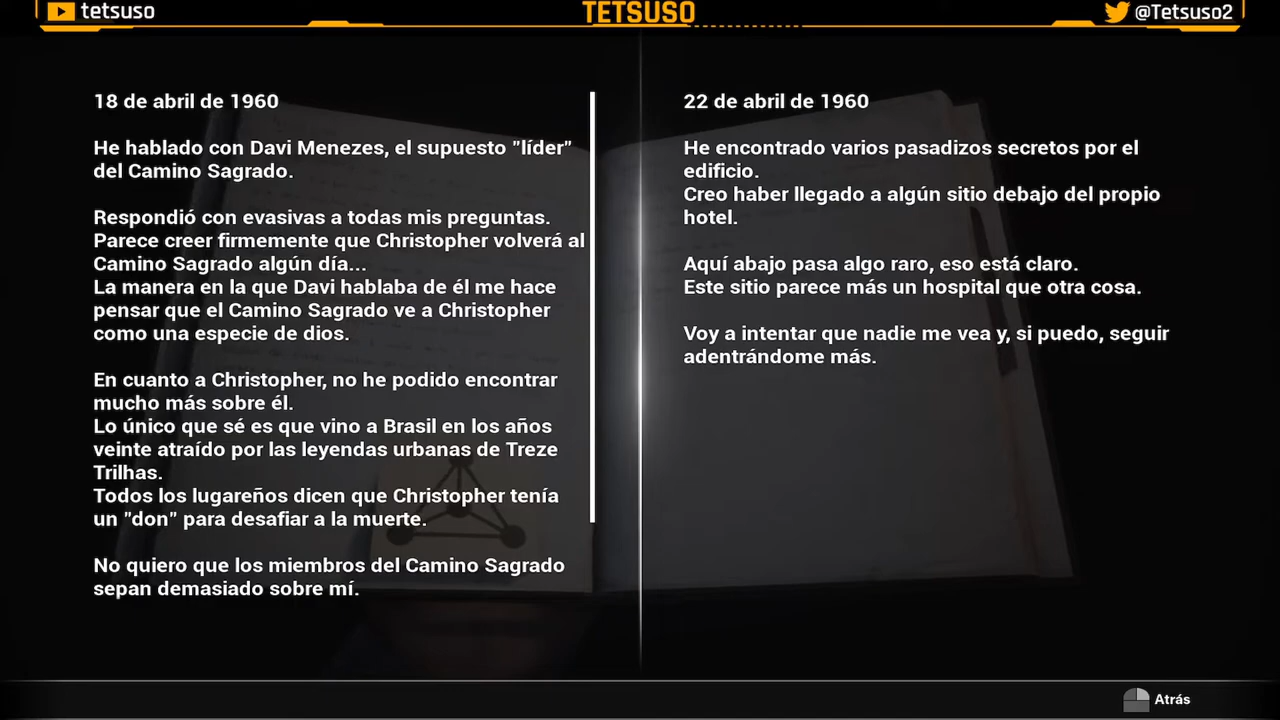 tetsuso
TETSUSO
@Tetsuso2
18 de abril de 1960
He hablado con Davi Menezes, el supuesto "líder"
del Camino Sagrado.
Respondió con evasivas a todas mis preguntas.
Parece creer firmemente que Christopher volverá al
Camino Sagrado algún día...
La manera en la que Davi hablaba de él me hace
pensar que el Camino Sagrado ve a Christopher
como una especie de dios.
En cuanto a Christopher, no he podido encontrar
mucho más sobre él.
Lo único que sé es que vino a Brasil en los años
veinte atraído por las leyendas urbanas de Treze
Trilhas.
Todos los lugareños dicen que Christopher tenía
un "don" para desafiar a la muerte.
No quiero que los miembros del Camino Sagrado
sepan demasiado sobre mí.
22 de abril de 1960
He encontrado varios pasadizos secretos por el
edificio.
Creo haber llegado a algún sitio debajo del propio
hotel.
Aquí abajo pasa algo raro, eso está claro.
Este sitio parece más un hospital que otra cosa.
Voy a intentar que nadie me vea y, si puedo, seguir
adentrándome más.
Atrás